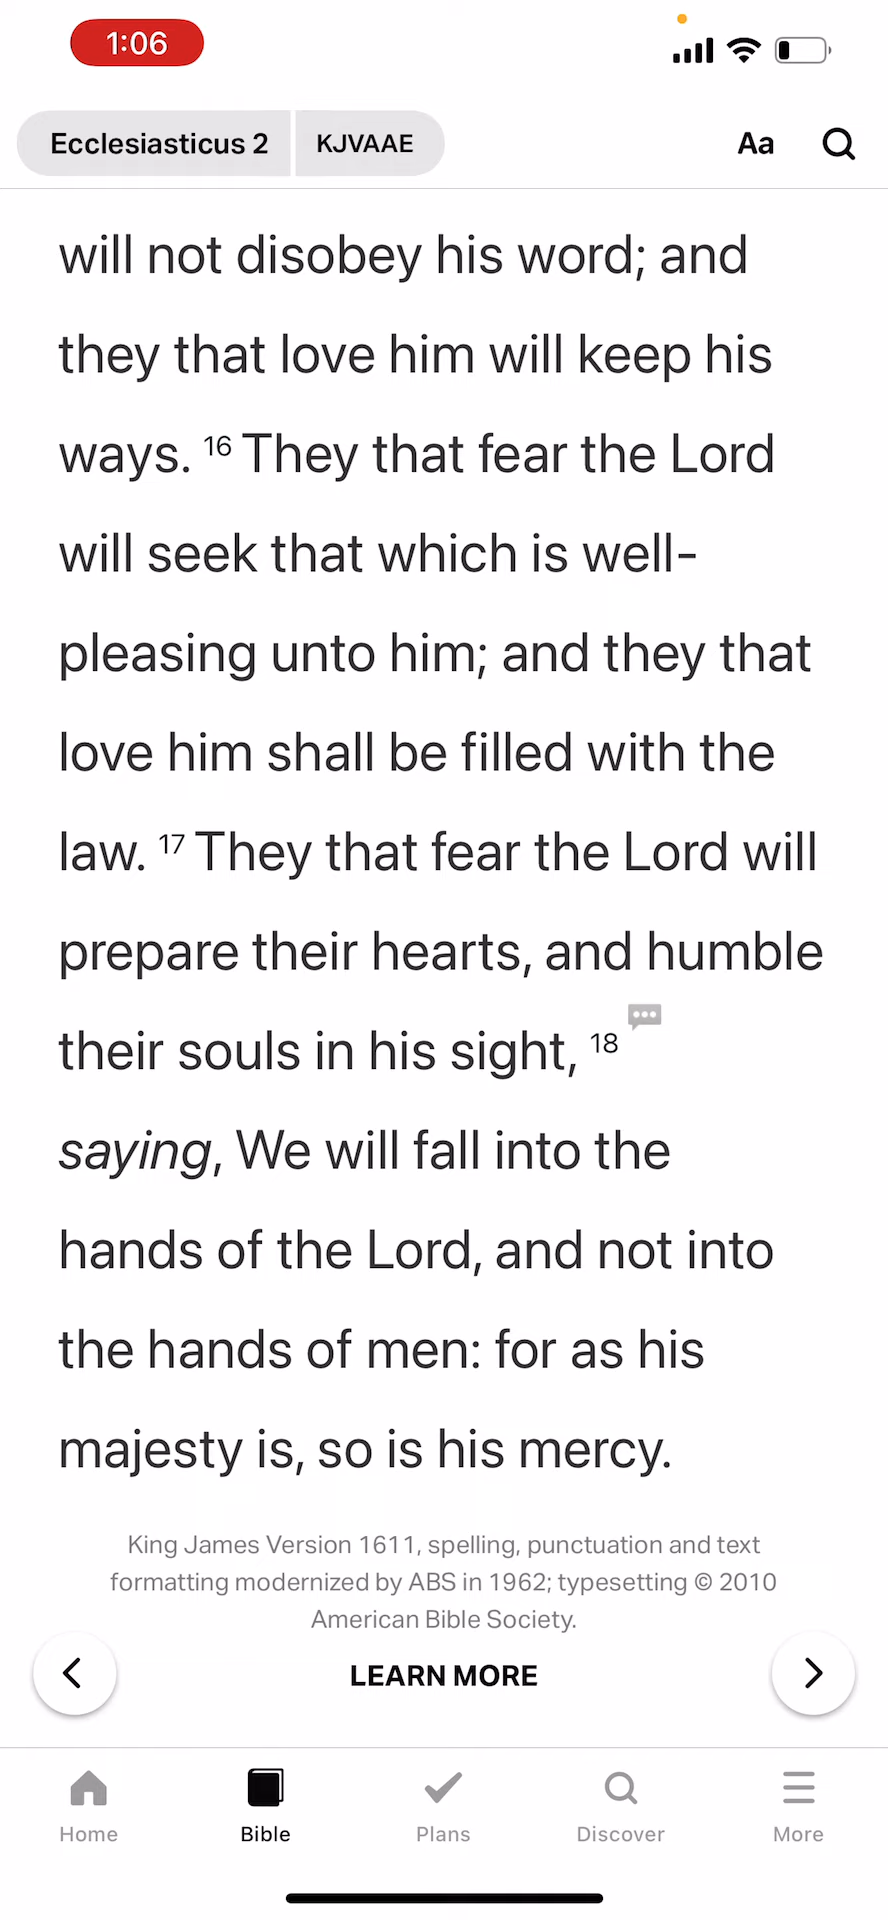 1:06
Ecclesiasticus 2 KJVAAE Aa
will not disobey his word; and
they that love him will keep his
ways. 16 They that fear the Lord
will seek that which is well-
pleasing unto him; and they that
love him shall be filled with the
law. 17 They that fear the Lord will
prepare their hearts, and humble
their souls in his sight, 18
saying, We will fall into the
hands of the Lord, and not into
the hands of men: for as his
majesty is, so is his mercy.
King James Version 1611, spelling, punctuation and text
formatting modernized by ABS in 1962; typesetting © 2010
American Bible Society.
LEARN MORE
Home Bible Plans Discover More